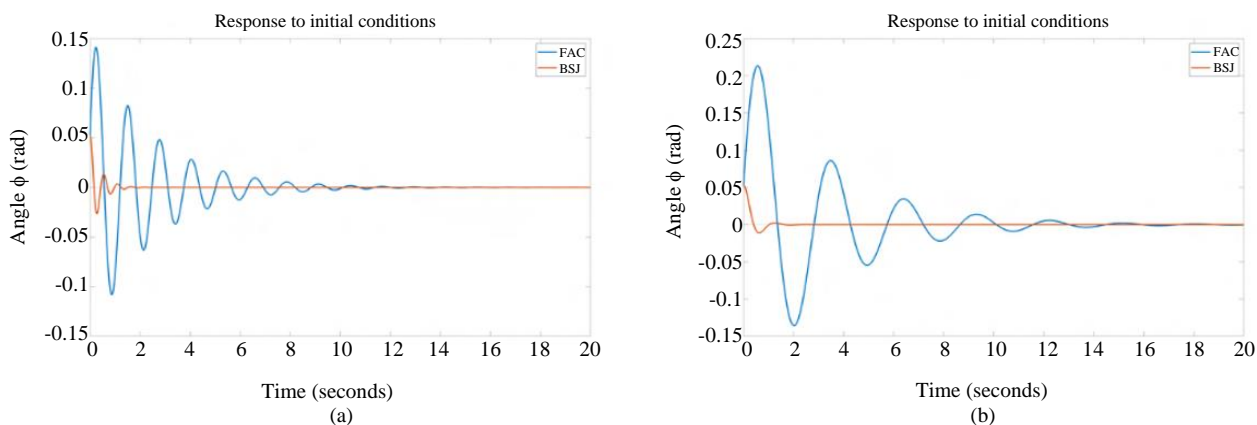 Response to initial conditions
0.15
0.1
0.05
0
-0.05
-0.1
-0.15
Angle ϕ (rad)
FAC
BSJ
0 2 4 6 8 10 12 14 16 18 20
Time (seconds)
(a)
Response to initial conditions
0.25
0.2
0.15
0.1
0.05
0
-0.05
-0.1
-0.15
Angle ϕ (rad)
FAC
BSJ
0 2 4 6 8 10 12 14 16 18 20
Time (seconds)
(b)